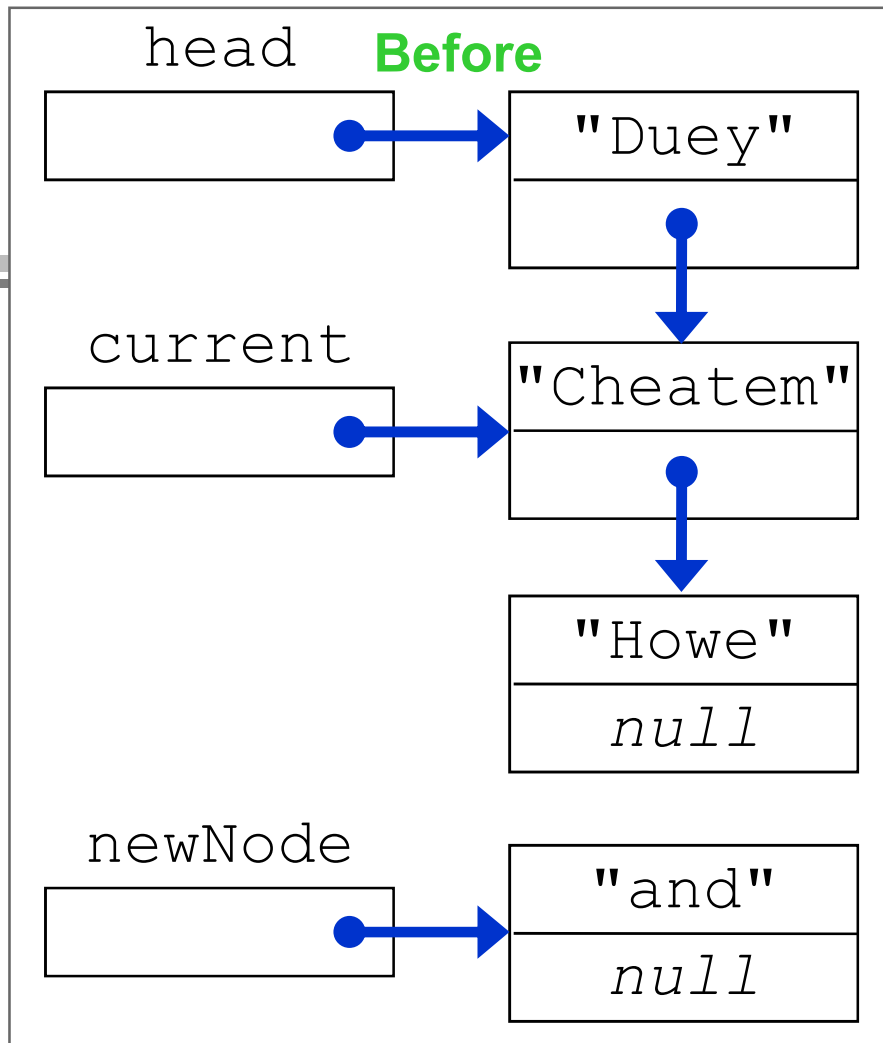 head
Before
"Duey"
current
"Cheatem"
"Howe"
null
newNode
"and"
null